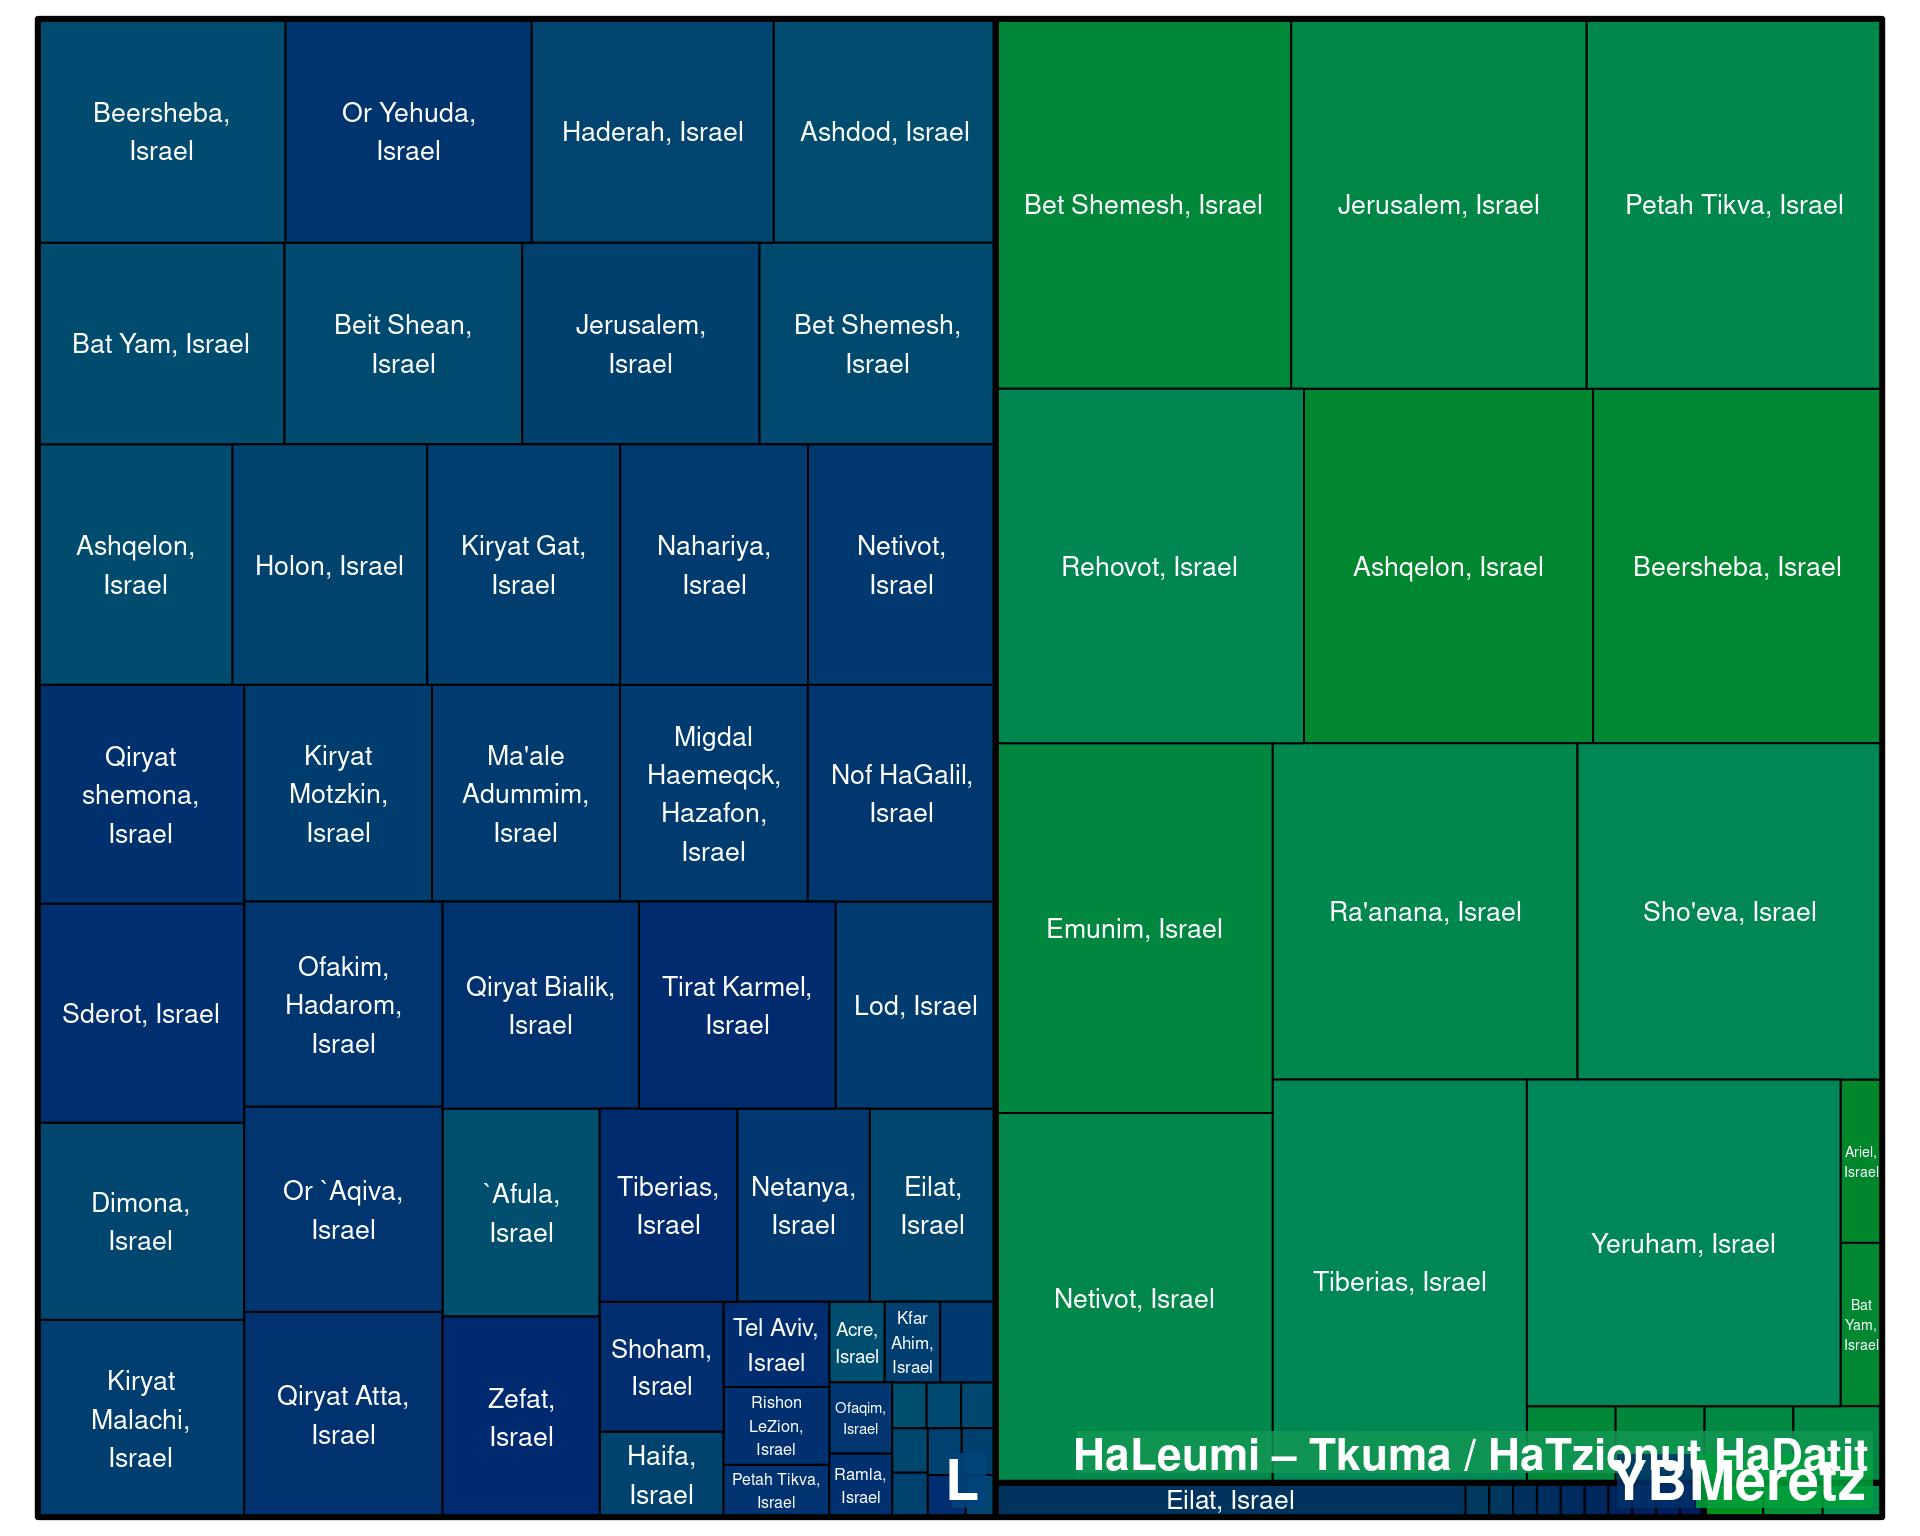 Beersheba,
Israel
Or Yehuda,
Israel
Haderah, Israel
Ashdod, Israel
Bat Yam, Israel
Beit Shean,
Israel
Jerusalem,
Israel
Bet Shemesh,
Israel
Ashqelon,
Israel
Holon, Israel
Kiryat Gat,
Israel
Nahariya,
Israel
Netivot,
Israel
Qiryat
shemona,
Israel
Kiryat
Motzkin,
Israel
Ma'ale
Adummim,
Israel
Migdal
Haemeqck,
Hazafon,
Israel
Nof HaGalil,
Israel
Sderot, Israel
Ofakim,
Hadarom,
Israel
Qiryat Bialik,
Israel
Tirat Karmel,
Israel
Lod, Israel
Dimona,
Israel
Or `Aqiva,
Israel
`Afula,
Israel
Tiberias,
Israel
Netanya,
Israel
Eilat,
Israel
Kiryat
Malachi,
Israel
Qiryat Atta,
Israel
Zefat,
Israel
Shoham,
Israel
Haifa,
Israel
Tel Aviv,
Israel
Rishon
LeZion,
Israel
Petah Tikva,
Israel
Acre,
Israel
Kfar
Ahim,
Israel
Ofaqim,
Israel
Ramla,
Israel
L
Bet Shemesh, Israel
Jerusalem, Israel
Petah Tikva, Israel
Rehovot, Israel
Ashqelon, Israel
Beersheba, Israel
Emunim, Israel
Ra'anana, Israel
Sho'eva, Israel
Netivot, Israel
Tiberias, Israel
Yeruham, Israel
Ariel,
Israel
Bat
Yam,
Israel
HaLeumi – Tkuma / HaTzionut HaDatit
YB
Meretz
Eilat, Israel